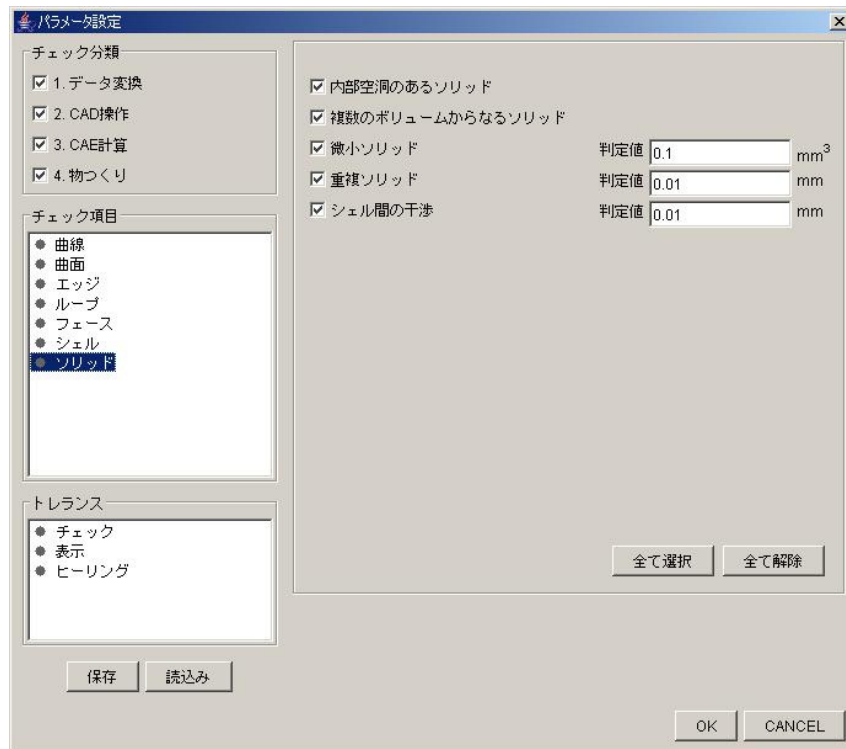 パラメータ設定
チェック分類
1. データ変換
2. CAD操作
3. CAE計算
4. 物つくり
チェック項目
曲線
曲面
エッジ
ループ
フェース
シェル
ソリッド
トレランス
チェック
表示
ヒーリング
保存 読込み
内部空洞のあるソリッド
複数のボリュームからなるソリッド
微小ソリッド 判定値 0.1 mm³
重複ソリッド 判定値 0.01 mm
シェル間の干渉 判定値 0.01 mm
全て選択 全て解除
OK CANCEL